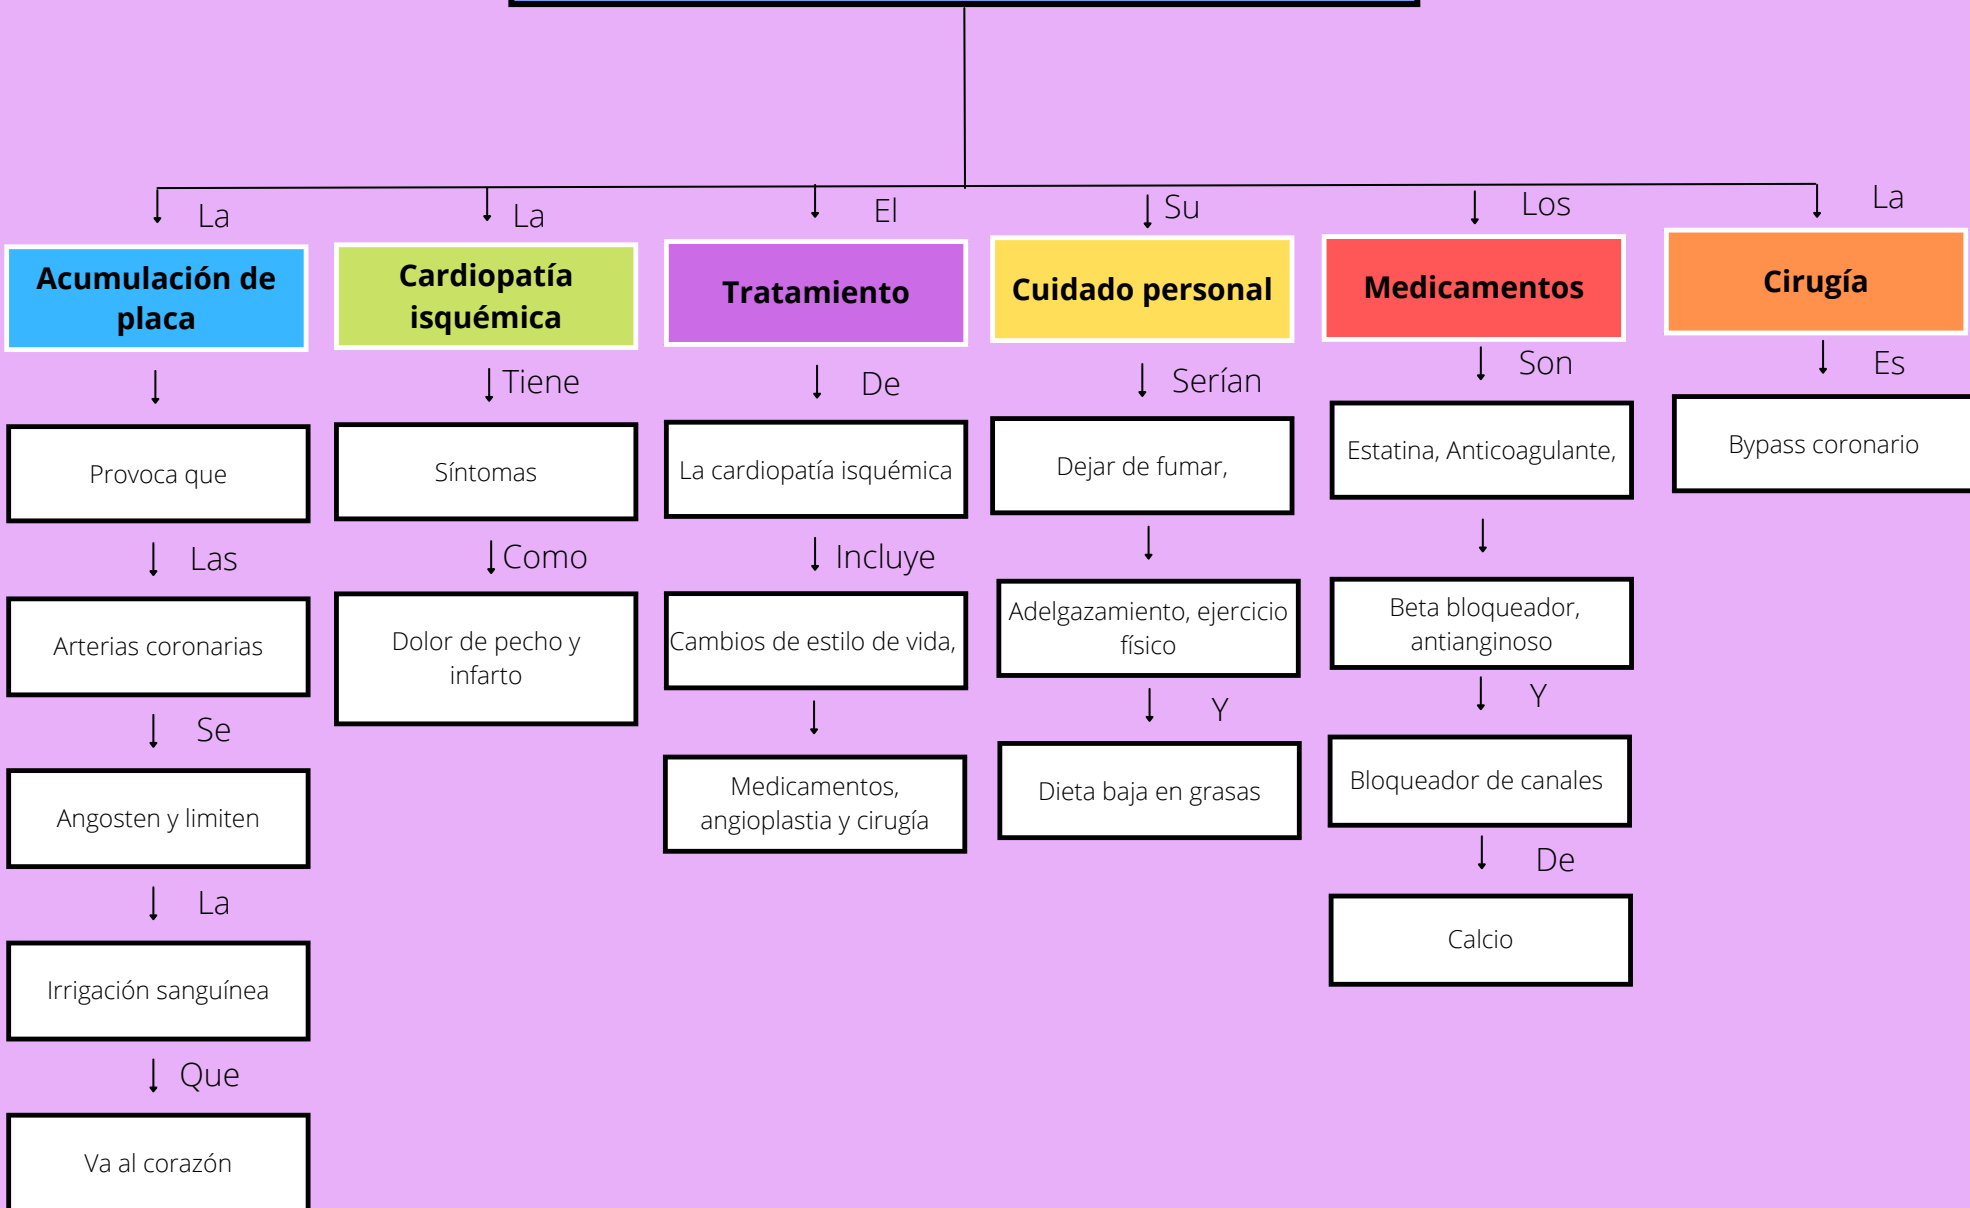 La
Acumulación de
placa
Provoca que
Las
Arterias coronarias
Se
Angosten y limiten
La
Irrigación sanguínea
Que
Va al corazón
La
Cardiopatía
isquémica
Tiene
Síntomas
Como
Dolor de pecho y
infarto
El
Tratamiento
De
La cardiopatía isquémica
Incluye
Cambios de estilo de vida,
Medicamentos,
angioplastia y cirugía
Su
Cuidado personal
Serían
Dejar de fumar,
Adelgazamiento, ejercicio
físico
Y
Dieta baja en grasas
Los
Medicamentos
Son
Estatina, Anticoagulante,
Beta bloqueador,
antianginoso
Y
Bloqueador de canales
De
Calcio
La
Cirugía
Es
Bypass coronario